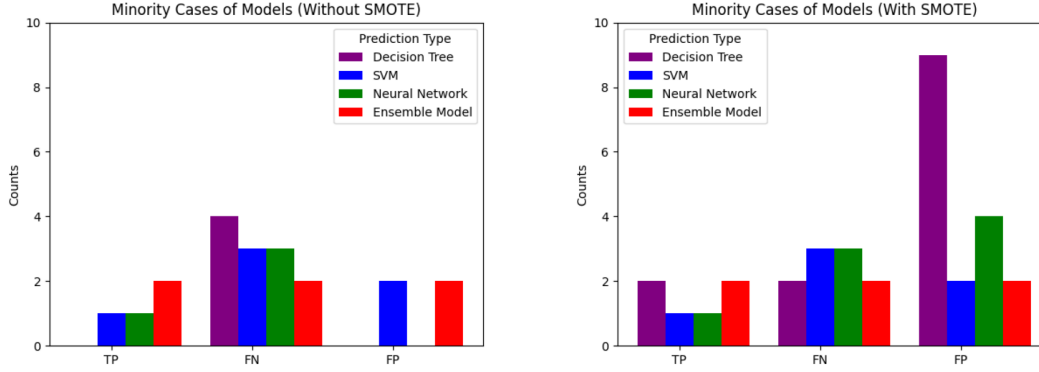 Minority Cases of Models (Without SMOTE)
10
8
6
4
2
0
Counts
Prediction Type
Decision Tree
SVM
Neural Network
Ensemble Model
TP
FN
FP
Minority Cases of Models (With SMOTE)
10
8
6
4
2
0
Counts
Prediction Type
Decision Tree
SVM
Neural Network
Ensemble Model
TP
FN
FP